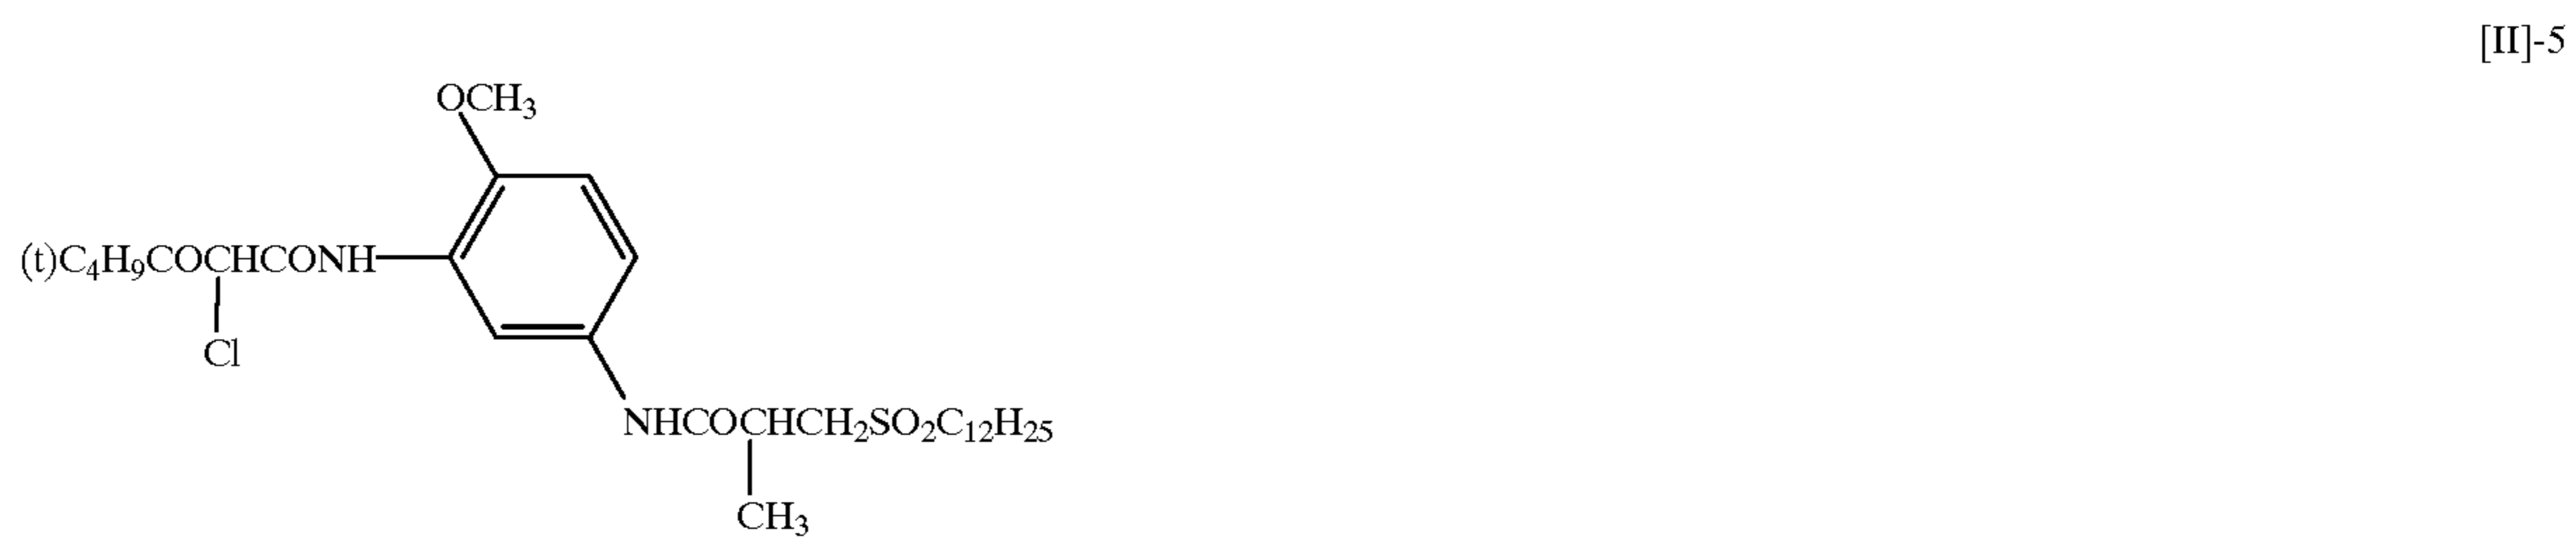 [II]-5
OCH3
(t)C4H9COCHCONH
Cl
NHCOCHCH2SO2C12H25
CH3